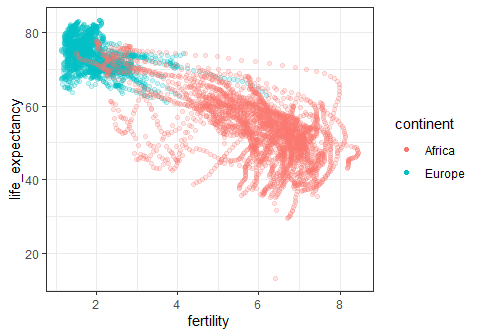 80
60
40
20
life_expectancy
2 4 6 8
fertility
continent
Africa
Europe